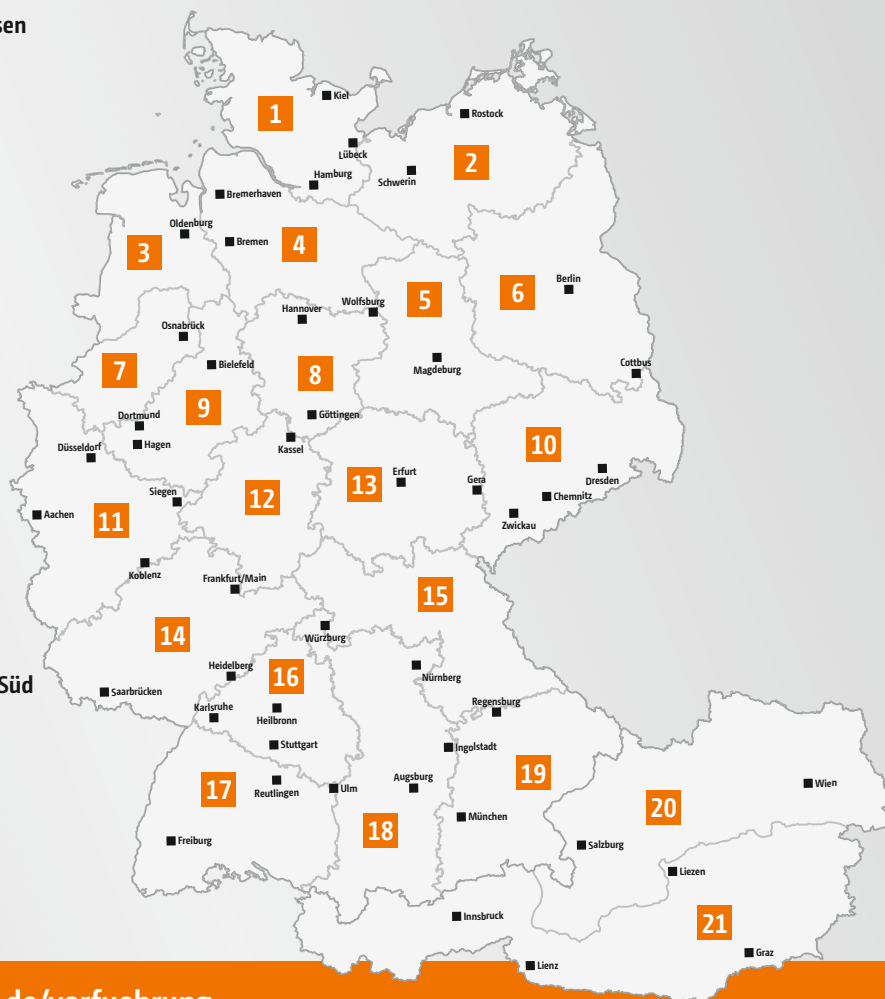 sen
Kiel
1
Rostock
Lübeck
2
Schwerin
Hamburg
Bremerhaven
Oldenburg
Bremen
4
3
Berlin
6
5
Wolfsburg
Hannover
Osnabrück
Magdeburg
Bielefeld
Cottbus
7
8
9
Dortmund
Göttingen
Hagen
Düsseldorf
Kassel
10
Dresden
Erfurt
Gera
13
Siegen
12
Chemnitz
Aachen
11
Zwickau
Koblenz
Frankfurt/Main
15
14
Würzburg
Nürnberg
Heidelberg
16
Süd
Saarbrücken
Regensburg
Karlsruhe
Heilbronn
Stuttgart
Ingolstadt
19
17
Reutlingen
Ulm
Augsburg
Wien
20
München
18
Freiburg
Salzburg
Liezen
Innsbruck
21
Graz
Lienz
de/vorfuehrung